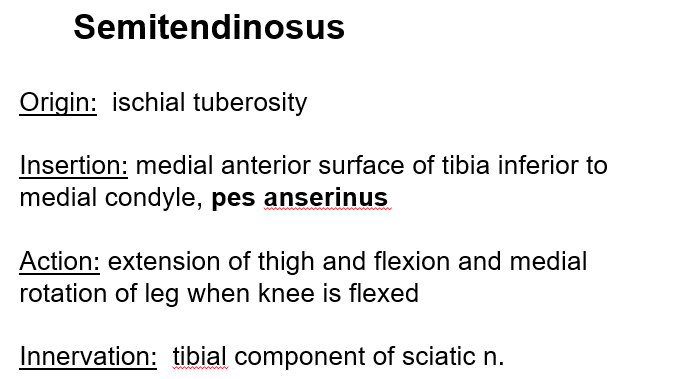 Semitendinosus
Origin:  ischial tuberosity
Insertion: medial anterior surface of tibia inferior to
medial condyle, pes anserinus
Action: extension of thigh and flexion and medial
rotation of leg when knee is flexed
Innervation:  tibial component of sciatic n.